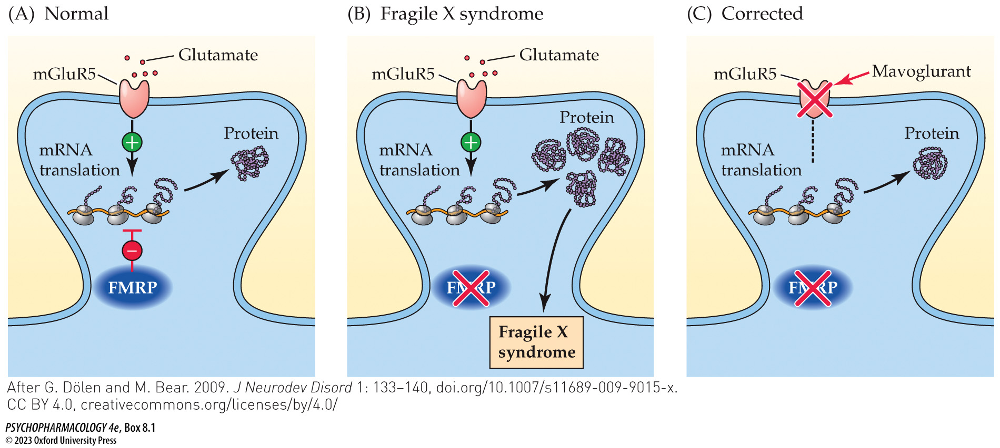 (A) Normal
Glutamate
mGluR5
Protein
mRNA
translation
+
−
FMRP
(B) Fragile X syndrome
Glutamate
mGluR5
Protein
mRNA
translation
+
FMRP
Fragile X
syndrome
(C) Corrected
Mavoglurant
mGluR5
Protein
mRNA
translation
FMRP
After G. Dölen and M. Bear. 2009. J Neurodev Disord 1: 133–140, doi.org/10.1007/s11689-009-9015-x.
CC BY 4.0, creativecommons.org/licenses/by/4.0/
PSYCHOPHARMACOLOGY 4e, Box 8.1
© 2023 Oxford University Press